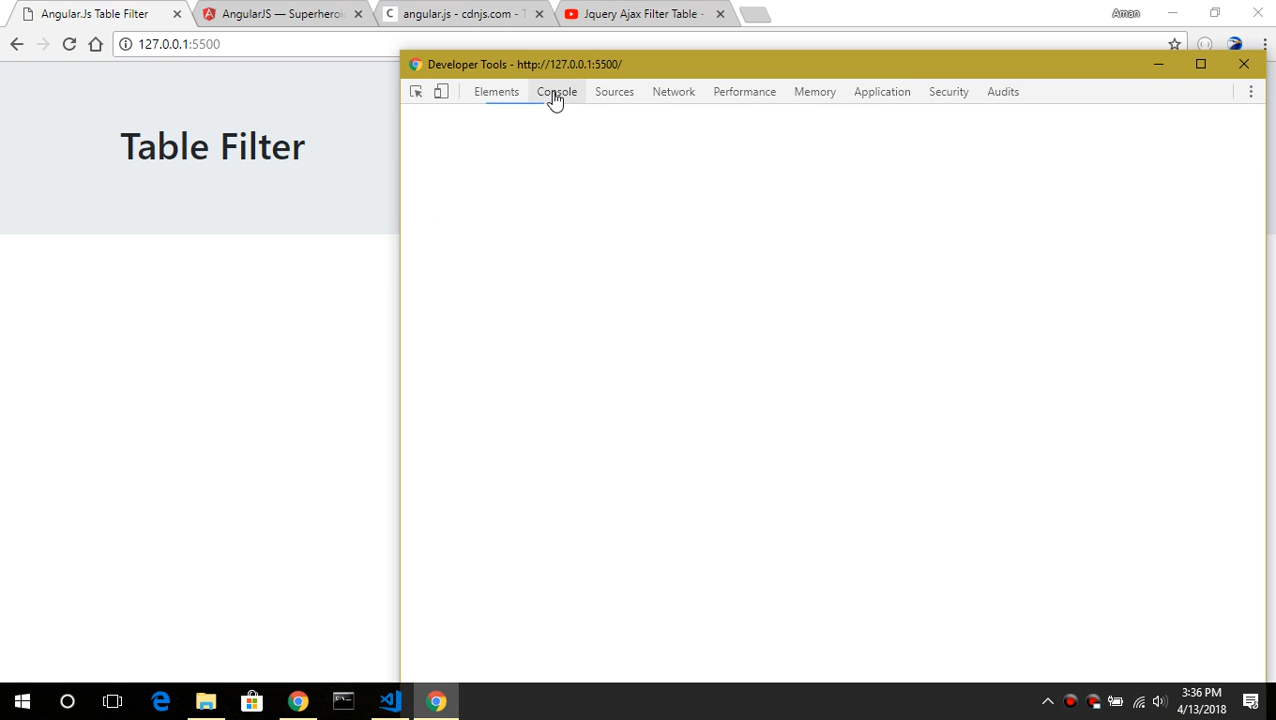 Angular.Js Table Filter
AngularJS — Superheroic
angular.js - cdnjs.com - T
Jquery Ajax Filter Table -
Aman
127.0.0.1:5500
Developer Tools - http://127.0.0.1:5500/
Elements Console Sources Network Performance Memory Application Security Audits
Table Filter
3:36 PM
4/13/2018